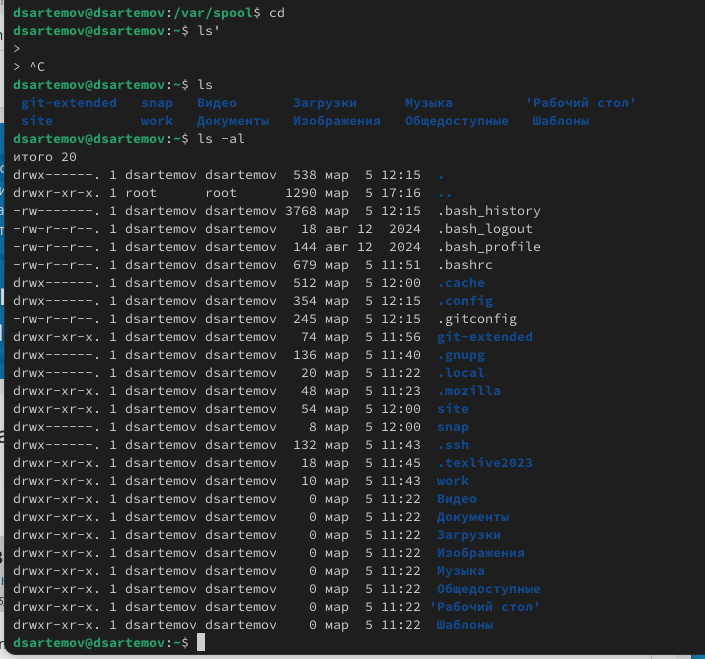 dsartemov@dsartemov:/var/spool$ cd
dsartemov@dsartemov:~$ ls'
>
> ^C
dsartemov@dsartemov:~$ ls
git-extended snap Видео Загрузки Музыка 'Рабочий стол'
site work Документы Изображения Общедоступные Шаблоны
dsartemov@dsartemov:~$ ls -al
итого 20
drwx------. 1 dsartemov dsartemov 538 мар 5 12:15 .
drwxr-xr-x. 1 root root 1290 мар 5 17:16 ..
-rw-------. 1 dsartemov dsartemov 3768 мар 5 12:15 .bash_history
-rw-r--r--. 1 dsartemov dsartemov 18 авг 12 2024 .bash_logout
-rw-r--r--. 1 dsartemov dsartemov 144 авг 12 2024 .bash_profile
-rw-r--r--. 1 dsartemov dsartemov 679 мар 5 11:51 .bashrc
drwx------. 1 dsartemov dsartemov 512 мар 5 12:00 .cache
drwx------. 1 dsartemov dsartemov 354 мар 5 12:15 .config
-rw-r--r--. 1 dsartemov dsartemov 245 мар 5 12:15 .gitconfig
drwxr-xr-x. 1 dsartemov dsartemov 74 мар 5 11:56 git-extended
drwx------. 1 dsartemov dsartemov 136 мар 5 11:40 .gnupg
drwx------. 1 dsartemov dsartemov 20 мар 5 11:22 .local
drwxr-xr-x. 1 dsartemov dsartemov 48 мар 5 11:23 .mozilla
drwxr-xr-x. 1 dsartemov dsartemov 54 мар 5 12:00 site
drwx------. 1 dsartemov dsartemov 8 мар 5 12:00 snap
drwx------. 1 dsartemov dsartemov 132 мар 5 11:43 .ssh
drwxr-xr-x. 1 dsartemov dsartemov 18 мар 5 11:45 .texlive2023
drwxr-xr-x. 1 dsartemov dsartemov 10 мар 5 11:43 work
drwxr-xr-x. 1 dsartemov dsartemov 0 мар 5 11:22 Видео
drwxr-xr-x. 1 dsartemov dsartemov 0 мар 5 11:22 Документы
drwxr-xr-x. 1 dsartemov dsartemov 0 мар 5 11:22 Загрузки
drwxr-xr-x. 1 dsartemov dsartemov 0 мар 5 11:22 Изображения
drwxr-xr-x. 1 dsartemov dsartemov 0 мар 5 11:22 Музыка
drwxr-xr-x. 1 dsartemov dsartemov 0 мар 5 11:22 Общедоступные
drwxr-xr-x. 1 dsartemov dsartemov 0 мар 5 11:22 'Рабочий стол'
drwxr-xr-x. 1 dsartemov dsartemov 0 мар 5 11:22 Шаблоны
dsartemov@dsartemov:~$